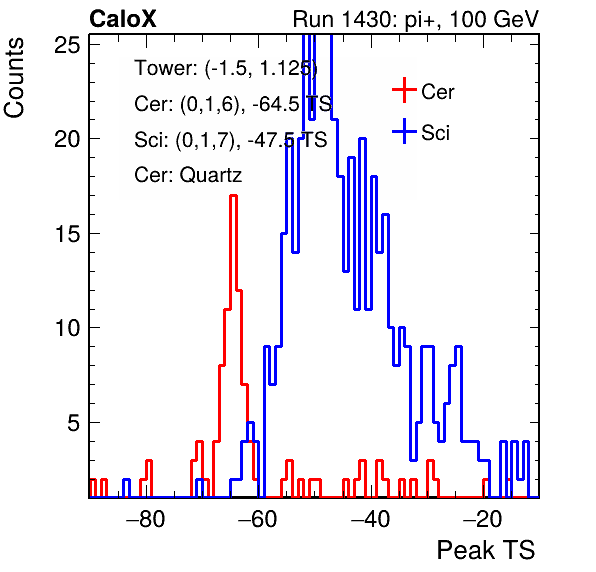 CaloX Run 1430: pi+, 100 GeV
Counts
Tower: (-1.5, 1.125)
Cer: (0,1,6), -64.5 TS
Sci: (0,1,7), -47.5 TS
Cer: Quartz
Cer
Sci
25
20
15
10
5
−80 −60 −40 −20
Peak TS